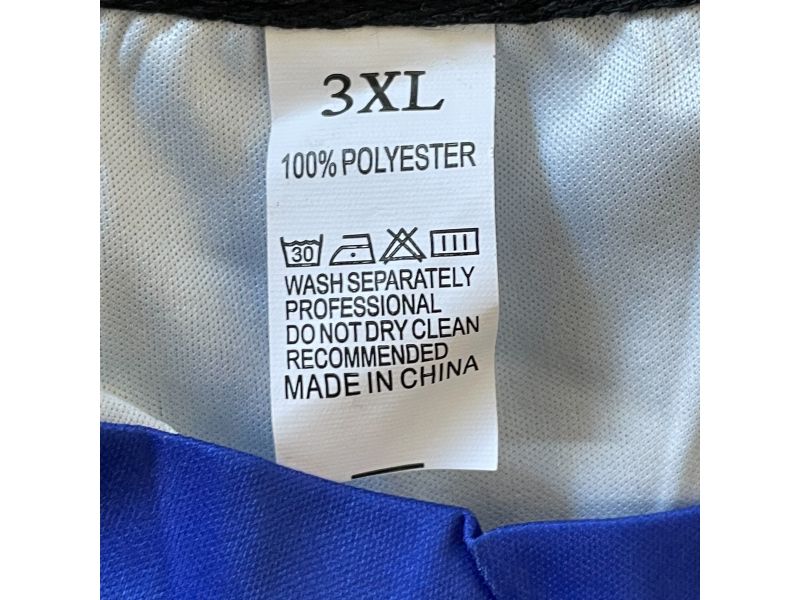 3XL
100% POLYESTER
30
WASH SEPARATELY
PROFESSIONAL
DO NOT DRY CLEAN
RECOMMENDED
MADE IN CHINA